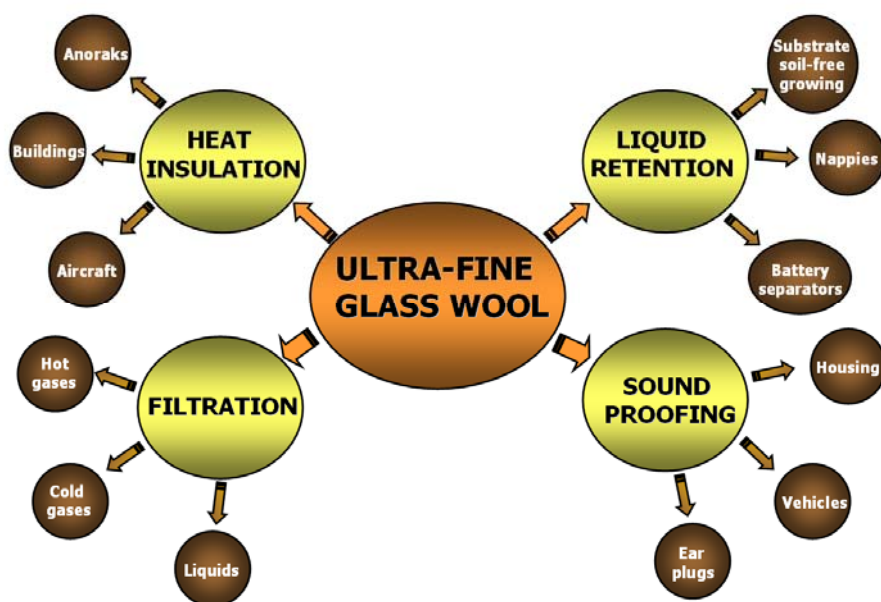 ULTRA-FINE
GLASS WOOL
HEAT
INSULATION
Anoraks
Buildings
Aircraft
LIQUID
RETENTION
Substrate
soil-free
growing
Nappies
Battery
separators
FILTRATION
Hot
gases
Cold
gases
Liquids
SOUND
PROOFING
Housing
Vehicles
Ear
plugs